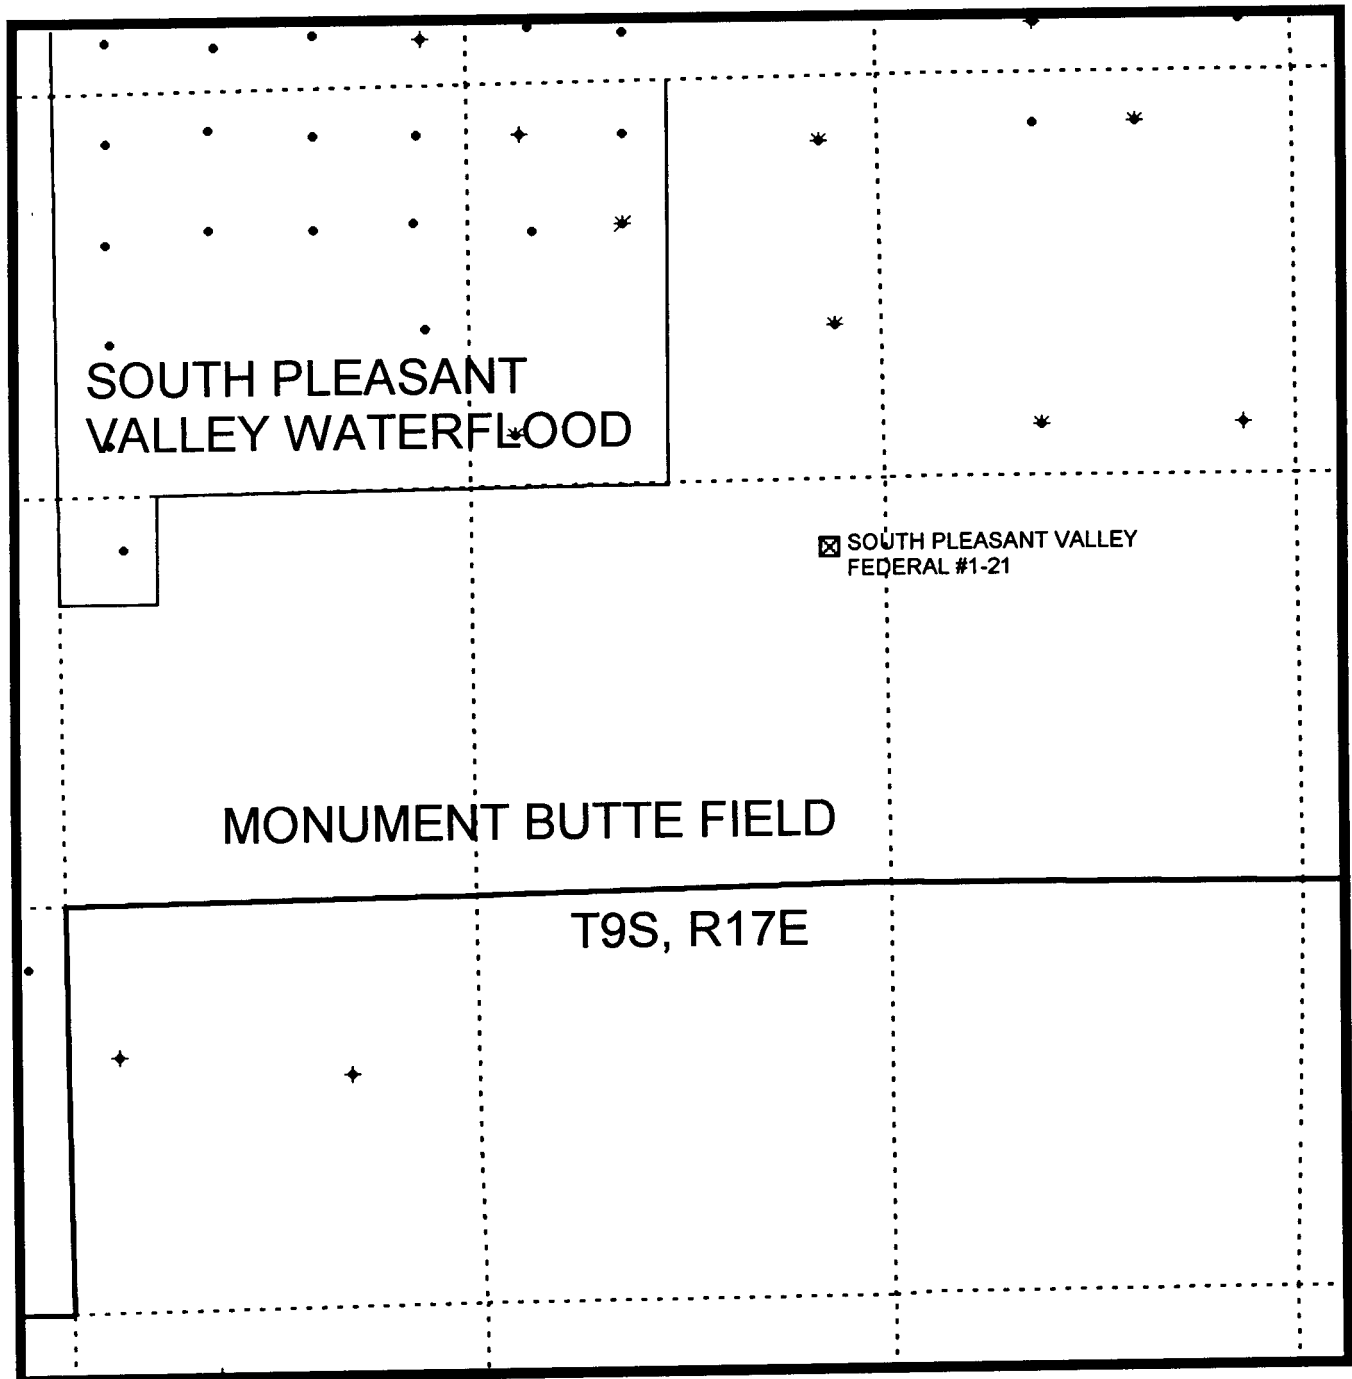 SOUTH PLEASANT
VALLEY WATERFLOOD
SOUTH PLEASANT VALLEY
FEDERAL #1-21
MONUMENT BUTTE FIELD
T9S, R17E